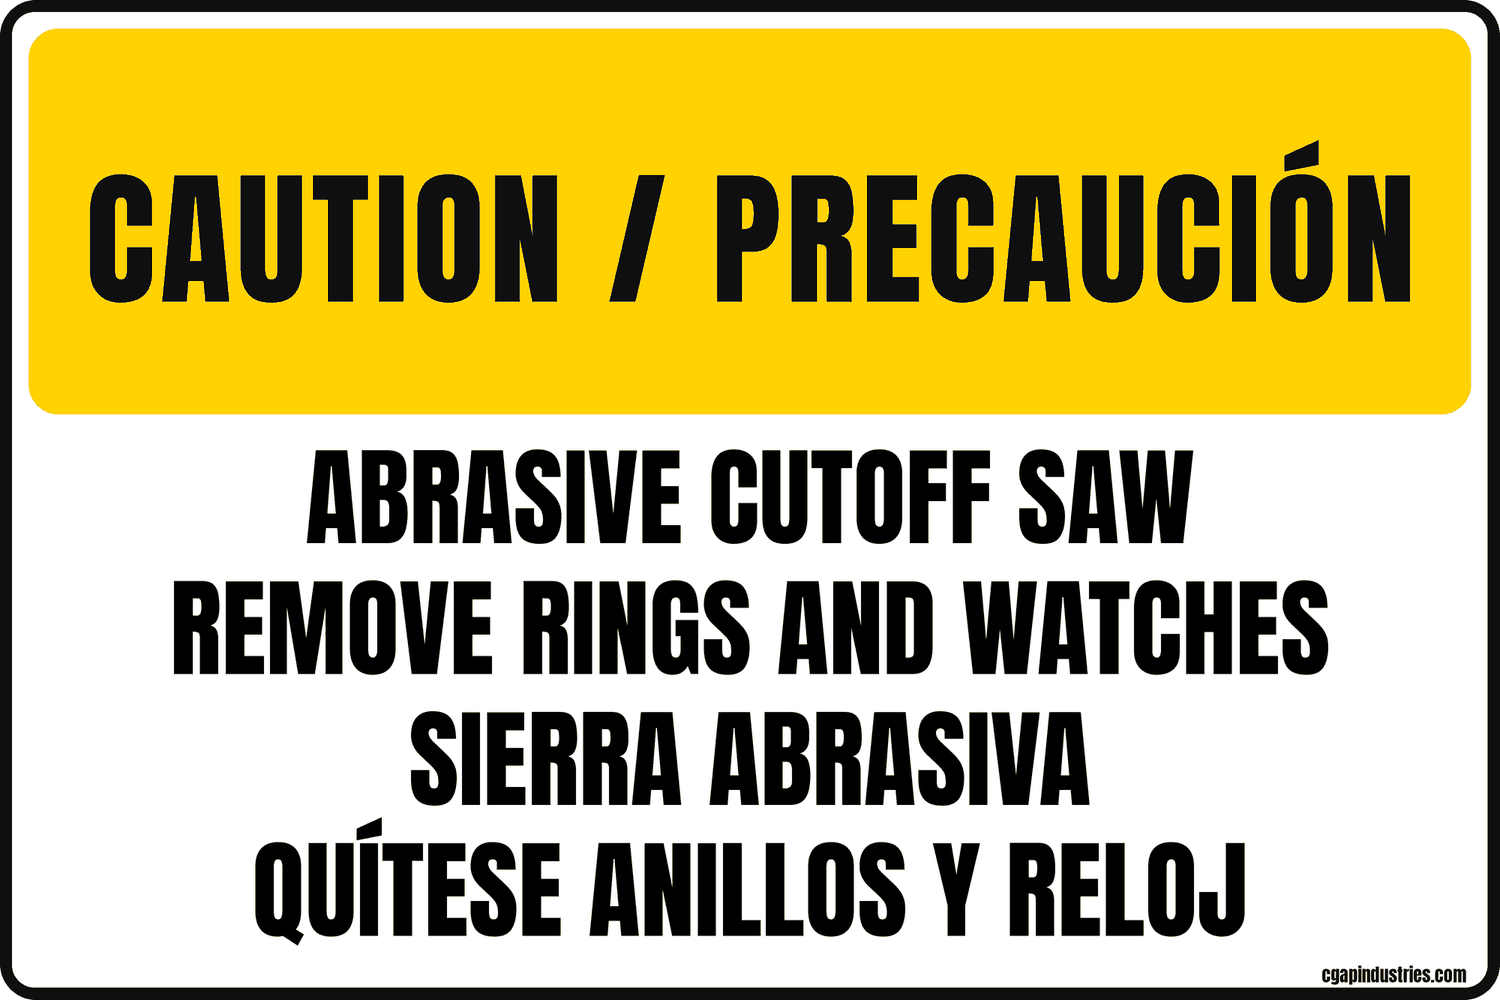 CAUTION / PRECAUCIÓN
ABRASIVE CUTOFF SAW
REMOVE RINGS AND WATCHES
SIERRA ABRASIVA
QUÍTESE ANILLOS Y RELOJ
cgapindustries.com